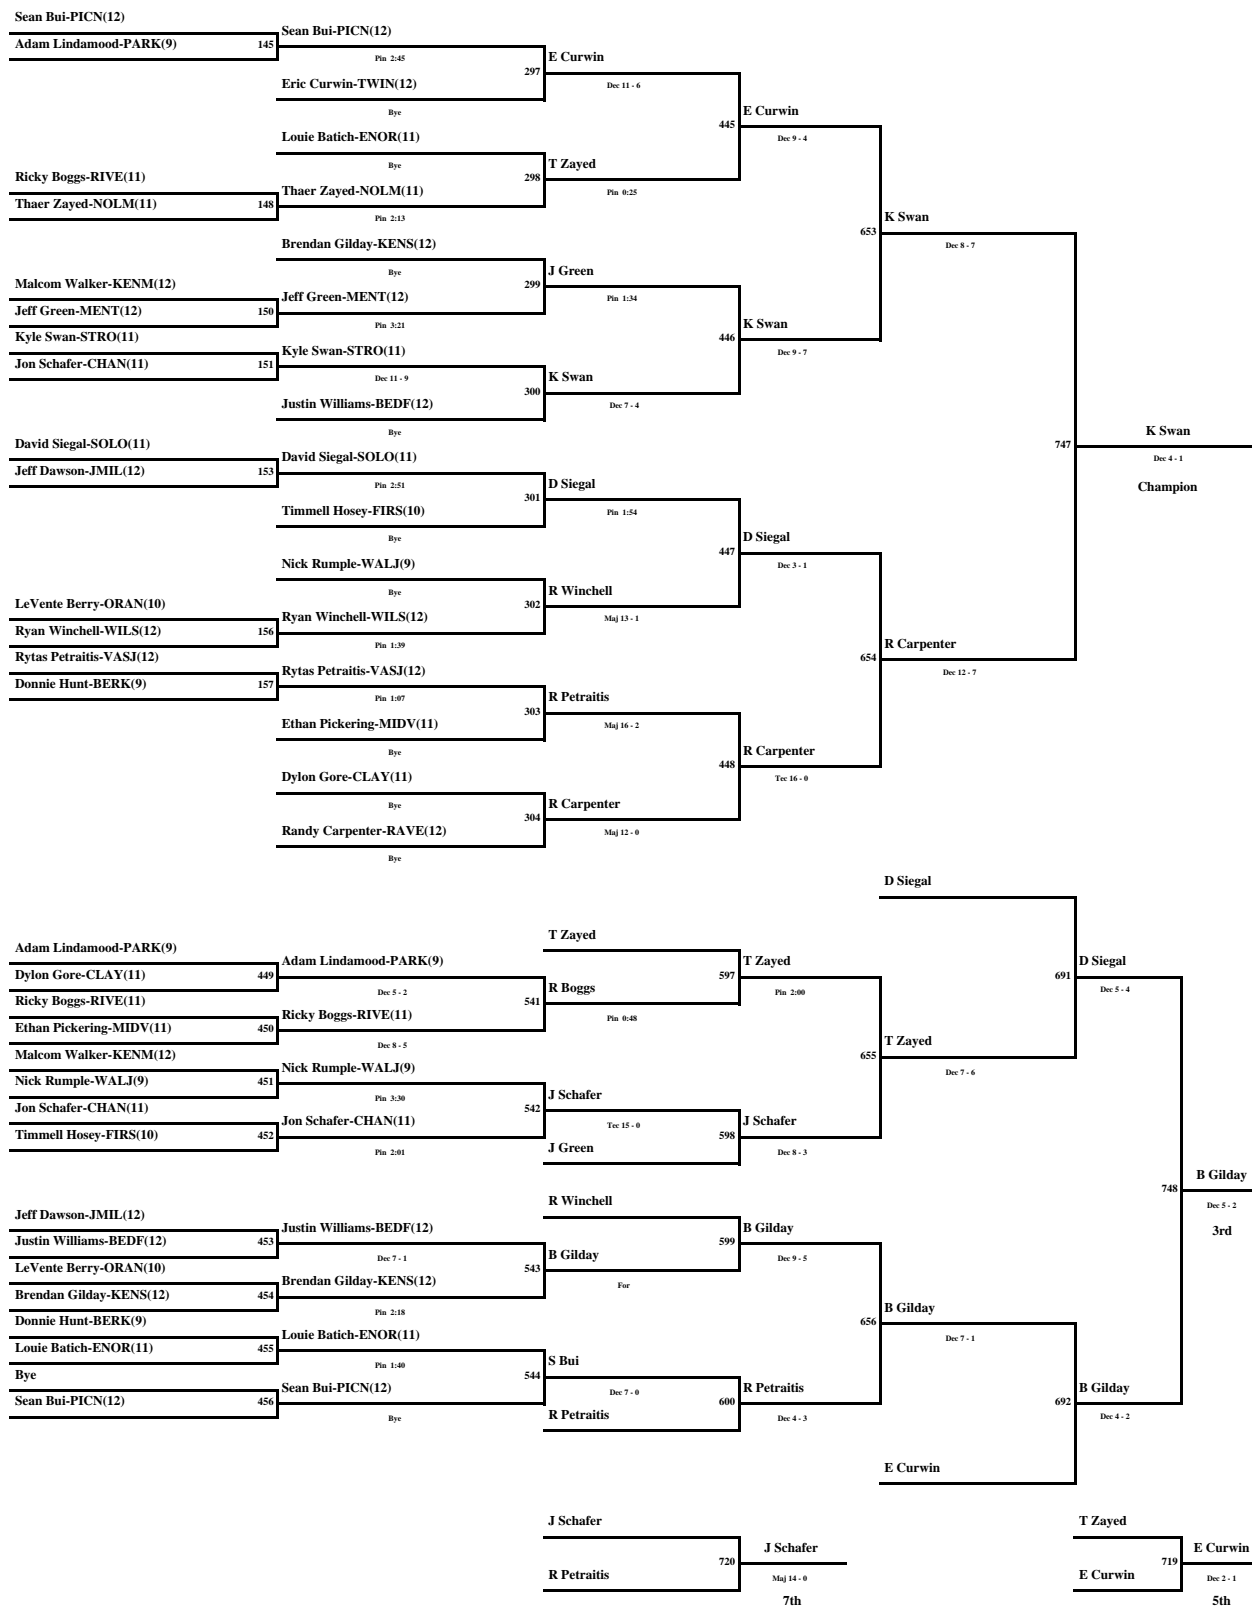 Sean Bui-PICN(12)
Sean Bui-PICN(12)
Adam Lindamood-PARK(9) 145
Pin 2:45
E Curwin
297
Eric Curwin-TWIN(12)
Dec 11 - 6
Bye
E Curwin
445
Louie Batich-ENOR(11)
Dec 9 - 4
Bye
T Zayed
298
Ricky Boggs-RIVE(11)
Thaer Zayed-NOLM(11)
Pin 0:25
Thaer Zayed-NOLM(11) 148
Pin 2:13
K Swan
653
Brendan Gilday-KENS(12)
Dec 8 - 7
Bye
J Green
Malcom Walker-KENM(12)
299
Jeff Green-MENT(12)
Pin 1:34
Jeff Green-MENT(12) 150
Pin 3:21
K Swan
Kyle Swan-STRO(11)
446
Kyle Swan-STRO(11)
Dec 9 - 7
Jon Schafer-CHAN(11) 151
Dec 11 - 9
K Swan
300
Justin Williams-BEDF(12)
Dec 7 - 4
Bye
K Swan
David Siegal-SOLO(11)
747
David Siegal-SOLO(11)
Dec 4 - 1
Jeff Dawson-JMIL(12) 153
Pin 2:51
D Siegal
Champion
301
Timmell Hosey-FIRS(10)
Pin 1:54
Bye
D Siegal
447
Nick Rumple-WALJ(9)
Dec 3 - 1
Bye
R Winchell
LeVente Berry-ORAN(10)
302
Ryan Winchell-WILS(12)
Maj 13 - 1
Ryan Winchell-WILS(12) 156
Pin 1:39
R Carpenter
Rytas Petraitis-VASJ(12)
654
Rytas Petraitis-VASJ(12)
Dec 12 - 7
Donnie Hunt-BERK(9) 157
Pin 1:07
R Petraitis
303
Ethan Pickering-MIDV(11)
Maj 16 - 2
Bye
R Carpenter
448
Dylon Gore-CLAY(11)
Tec 16 - 0
Bye
R Carpenter
304
Randy Carpenter-RAVE(12)
Maj 12 - 0
Bye
D Siegal
T Zayed
Adam Lindamood-PARK(9)
Adam Lindamood-PARK(9)
T Zayed
D Siegal
Dylon Gore-CLAY(11) 449
597
691
Dec 5 - 2
R Boggs
Pin 2:00
Dec 5 - 4
Ricky Boggs-RIVE(11)
541
Ricky Boggs-RIVE(11)
Pin 0:48
Ethan Pickering-MIDV(11) 450
Dec 8 - 5
T Zayed
Malcom Walker-KENM(12)
655
Nick Rumple-WALJ(9)
Dec 7 - 6
Nick Rumple-WALJ(9) 451
Pin 3:30
J Schafer
Jon Schafer-CHAN(11)
542
Jon Schafer-CHAN(11)
Tec 15 - 0
J Schafer
Timmell Hosey-FIRS(10) 452
598
Pin 2:01
J Green
Dec 8 - 3
B Gilday
748
R Winchell
Dec 5 - 2
Jeff Dawson-JMIL(12)
Justin Williams-BEDF(12)
B Gilday
3rd
Justin Williams-BEDF(12) 453
599
Dec 7 - 1
B Gilday
Dec 9 - 5
LeVente Berry-ORAN(10)
543
Brendan Gilday-KENS(12)
For
Brendan Gilday-KENS(12) 454
Pin 2:18
B Gilday
Donnie Hunt-BERK(9)
656
Louie Batich-ENOR(11)
Dec 7 - 1
Louie Batich-ENOR(11) 455
Pin 1:40
S Bui
Bye
544
Sean Bui-PICN(12)
Dec 7 - 0
R Petraitis
B Gilday
Sean Bui-PICN(12) 456
600
692
Bye
R Petraitis
Dec 4 - 3
Dec 4 - 2
E Curwin
J Schafer
T Zayed
J Schafer
E Curwin
720
719
R Petraitis
Maj 14 - 0
E Curwin
Dec 2 - 1
7th
5th